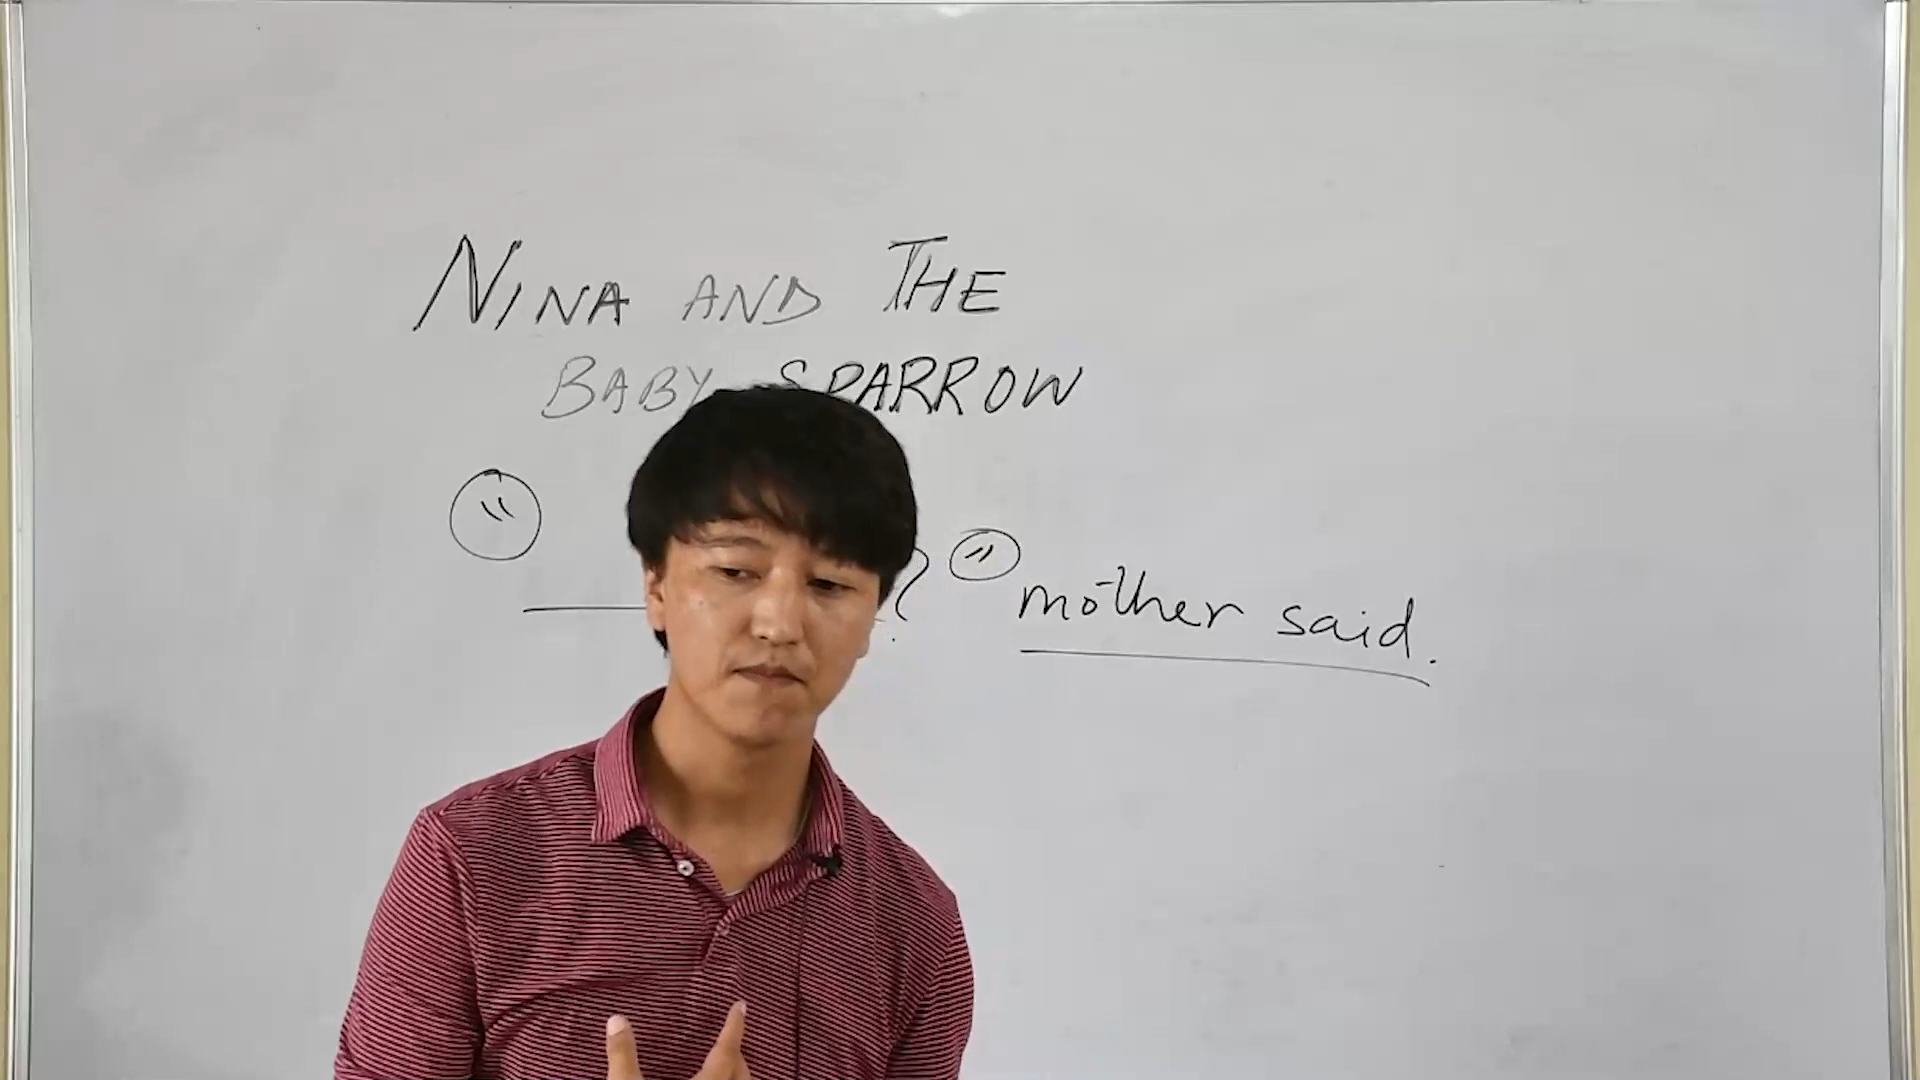 NINA AND THE
BABY SPARROW
" ? " mother said.